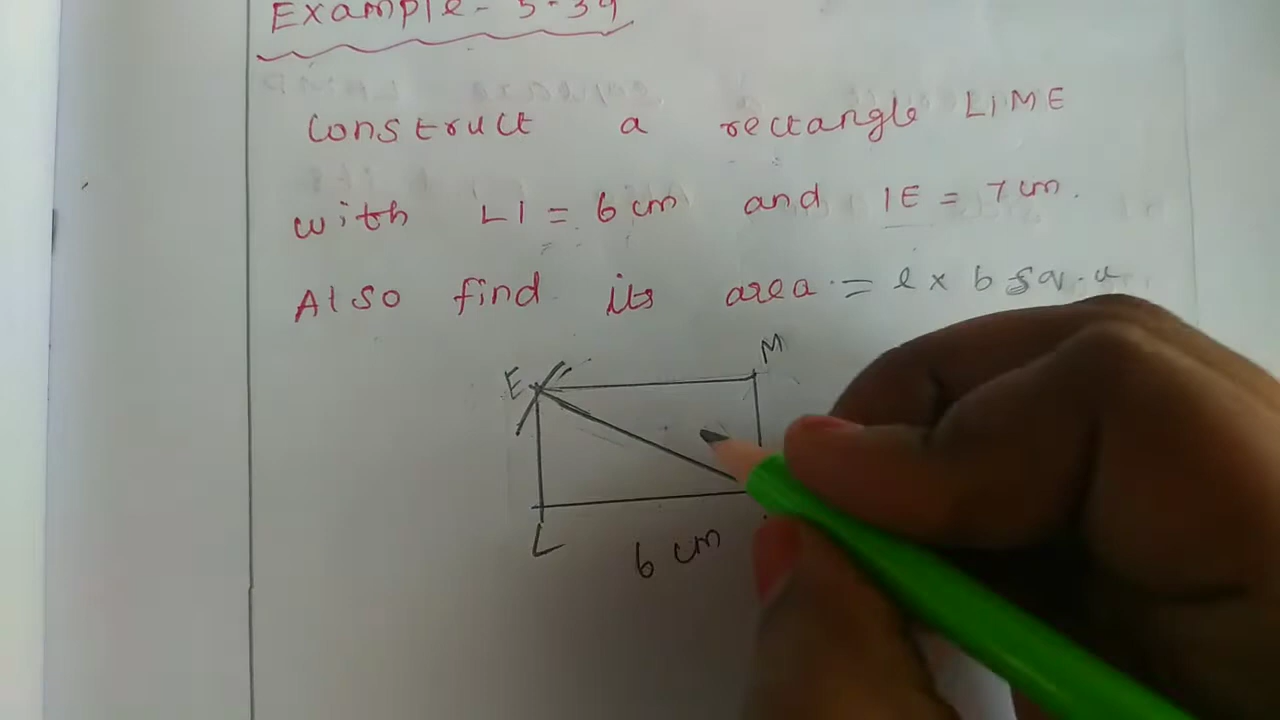 Example - 5.39
Construct a rectangle LIME
with LI = 6 cm and IE = 7 cm.
Also find its area = l x b sq.u
M
E
L
6 cm